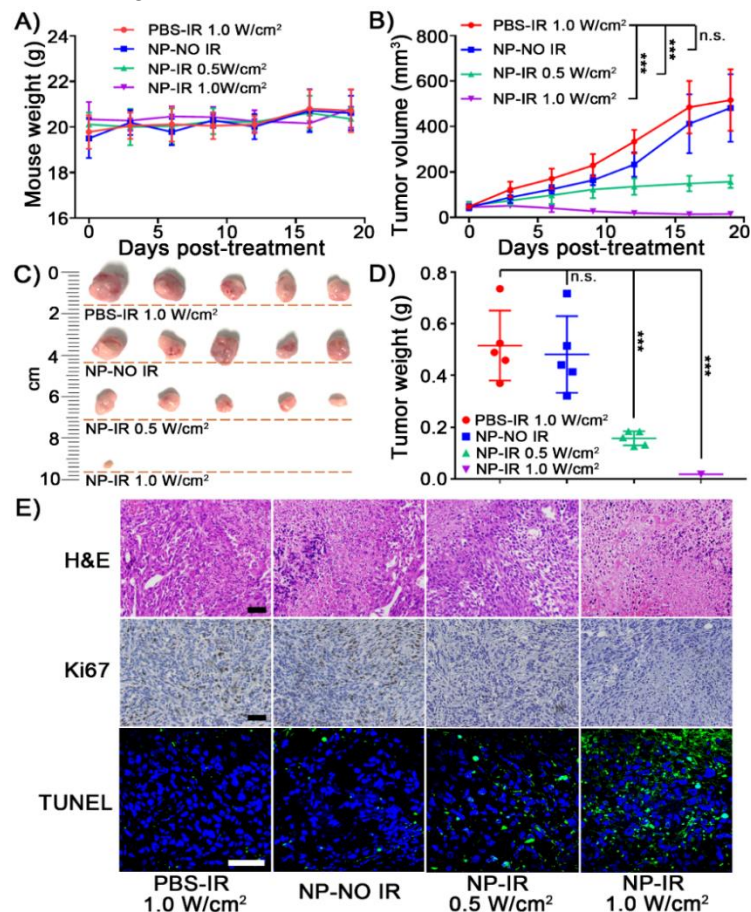 A)
Mouse weight (g)
24
22
20
18
16
0
5
10
15
20
Days post-treatment
PBS-IR 1.0 W/cm²
NP-NO IR
NP-IR 0.5W/cm²
NP-IR 1.0W/cm²
B)
Tumor volume (mm³)
800
600
400
200
0
0
5
10
15
20
Days post-treatment
PBS-IR 1.0 W/cm²
NP-NO IR
NP-IR 0.5 W/cm²
NP-IR 1.0 W/cm²
***
***
n.s.
C)
0
2
4
6
8
10
cm
PBS-IR 1.0 W/cm²
NP-NO IR
NP-IR 0.5 W/cm²
NP-IR 1.0 W/cm²
D)
Tumor weight (g)
0.8
0.6
0.4
0.2
0.0
n.s.
***
***
PBS-IR 1.0 W/cm²
NP-NO IR
NP-IR 0.5 W/cm²
NP-IR 1.0 W/cm²
E)
H&E
Ki67
TUNEL
PBS-IR
1.0 W/cm²
NP-NO IR
NP-IR
0.5 W/cm²
NP-IR
1.0 W/cm²